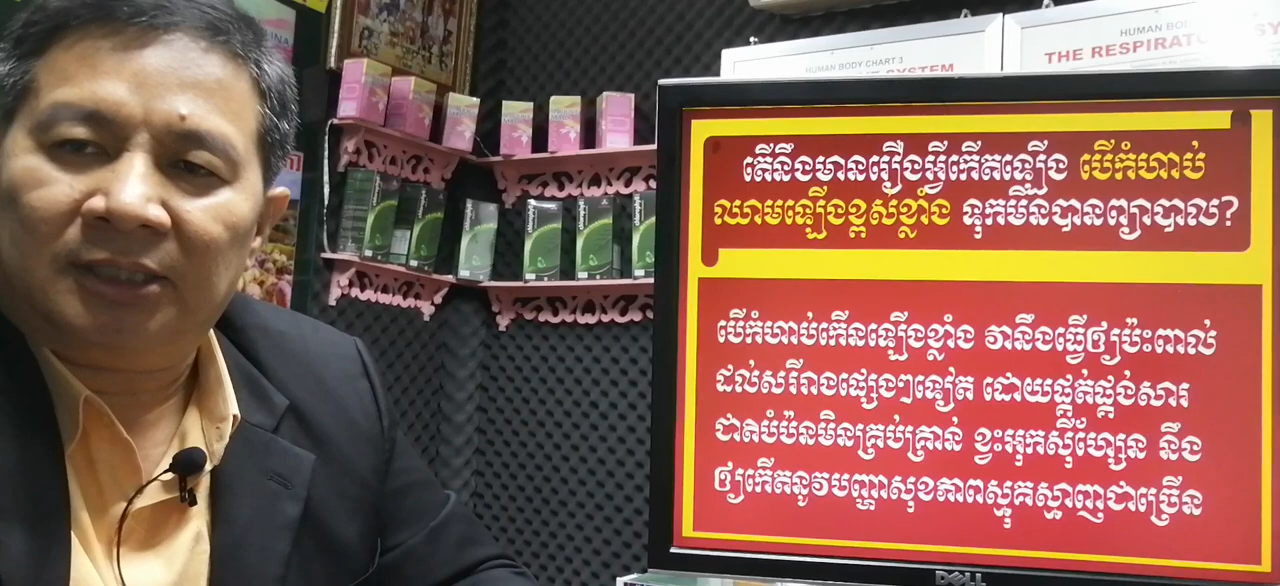 HUMAN BODY CHART 3
SYSTEM
HUMAN BO
THE RESPIRAT
តើនឹងមានរឿងអ្វីកើតឡើង បើកំហាប់
ឈាមឡើងខ្ពស់ខ្លាំង ទុកមិនបានព្យាបាល?
បើកំហាប់កើនឡើងខ្លាំង វានឹងធ្វើឲ្យប៉ះពាល់
ដល់សរីរាងផ្សេងៗទៀត ដោយផ្គត់ផ្គង់សារ
ជាតិបំប៉នមិនគ្រប់គ្រាន់ ខ្វះអុកស៊ីហ្សែន នឹង
ឲ្យកើតនូវបញ្ហាសុខភាពស្មុគស្មាញជាច្រើន
DELL